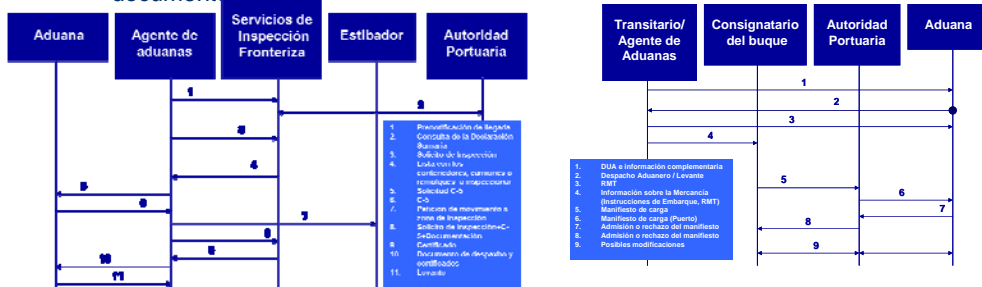 Aduana
Agente de
aduanas
Servicios de
Inspección
Fronteriza
Estibador
Autoridad
Portuaria
1
2
3
4
5
6
7
8
10
11
1 Prenotificación de llegada
2. Consulta de la Declaración
Sumaria
3. Solicito de Inspección
4. Lista con los
contenedores, camiones o
remolques a inspeccionar
5. Solicitud C-5
6. C-5
7. Petición de movimiento a
zona de Inspección
8. Solicito de Inspección+C-
5+Documentación
9 Certificado
10 Documento de despacho y
certificados
11. Levante
Transitario/
Agente de
Aduanas
Consignatario
del buque
Autoridad
Portuaria
Aduana
1
2
3
4
5
6
7
8
9
1. DUA e información complementaria
2. Despacho Aduanero / Levante
3. RMT
4. Información sobre la Mercancía
(Instrucciones de Embarque, RMT)
5. Manifiesto de carga
6. Manifiesto de carga (Puerto)
7. Admisión o rechazo del manifiesto
8. Admisión o rechazo del manifiesto
9. Posibles modificaciones